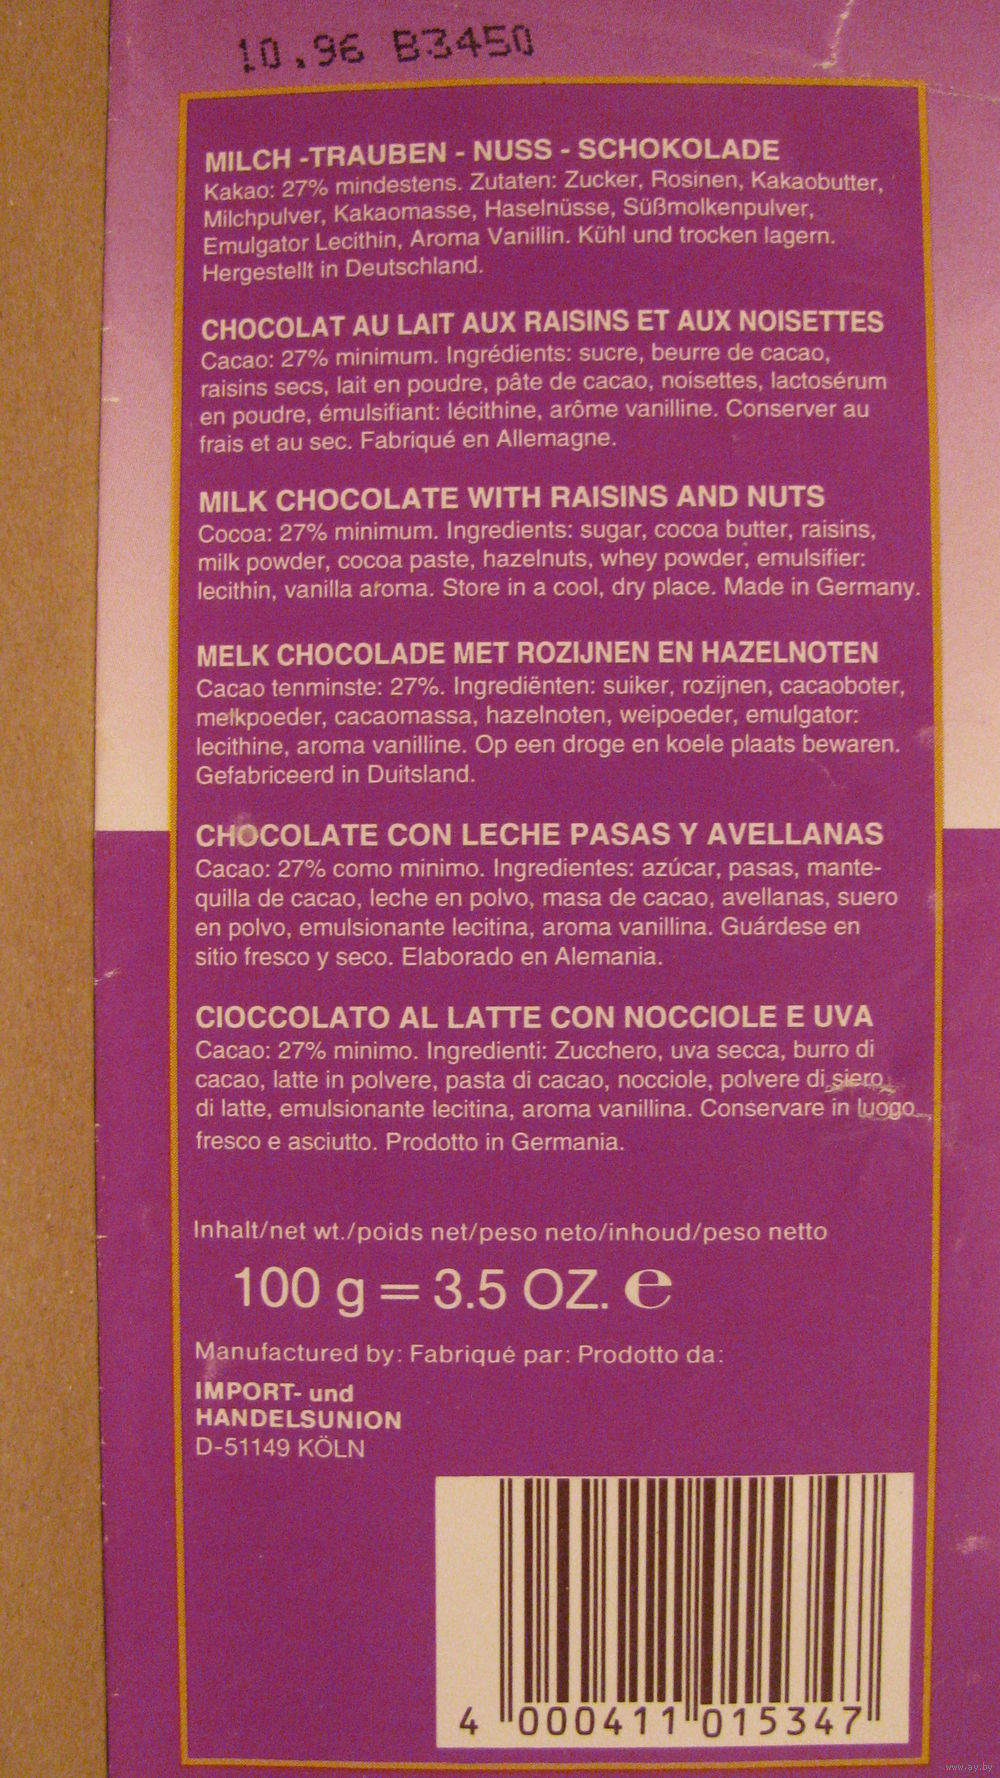 10.96 B3450
MILCH -TRAUBEN - NUSS - SCHOKOLADE
Kakao: 27% mindestens. Zutaten: Zucker, Rosinen, Kakaobutter,
Milchpulver, Kakaomasse, Haselnüsse, Süßmolkenpulver,
Emulgator Lecithin, Aroma Vanillin. Kühl und trocken lagern.
Hergestellt in Deutschland.
CHOCOLAT AU LAIT AUX RAISINS ET AUX NOISETTES
Cacao: 27% minimum. Ingrédients: sucre, beurre de cacao,
raisins secs, lait en poudre, pâte de cacao, noisettes, lactosérum
en poudre, émulsifiant: lécithine, arôme vanilline. Conserver au
frais et au sec. Fabriqué en Allemagne.
MILK CHOCOLATE WITH RAISINS AND NUTS
Cocoa: 27% minimum. Ingredients: sugar, cocoa butter, raisins,
milk powder, cocoa paste, hazelnuts, whey powder, emulsifier:
lecithin, vanilla aroma. Store in a cool, dry place. Made in Germany.
MELK CHOCOLADE MET ROZIJNEN EN HAZELNOTEN
Cacao tenminste: 27%. Ingrediënten: suiker, rozijnen, cacaoboter,
melkpoeder, cacaomassa, hazelnoten, weipoeder, emulgator:
lecithine, aroma vanilline. Op een droge en koele plaats bewaren.
Gefabriceerd in Duitsland.
CHOCOLATE CON LECHE PASAS Y AVELLANAS
Cacao: 27% como minimo. Ingredientes: azúcar, pasas, mante-
quilla de cacao, leche en polvo, masa de cacao, avellanas, suero
en polvo, emulsionante lecitina, aroma vanillina. Guárdese en
sitio fresco y seco. Elaborado en Alemania.
CIOCCOLATO AL LATTE CON NOCCIOLE E UVA
Cacao: 27% minimo. Ingredienti: Zucchero, uva secca, burro di
cacao, latte in polvere, pasta di cacao, nocciole, polvere di siero
di latte, emulsionante lecitina, aroma vanillina. Conservare in luogo
fresco e asciutto. Prodotto in Germania.
Inhalt/net wt./poids net/peso neto/inhoud/peso netto
100 g = 3.5 OZ. e
Manufactured by: Fabriqué par: Prodotto da:
IMPORT- und
HANDELSUNION
D-51149 KÖLN
4 000411 015347
www.ay.by